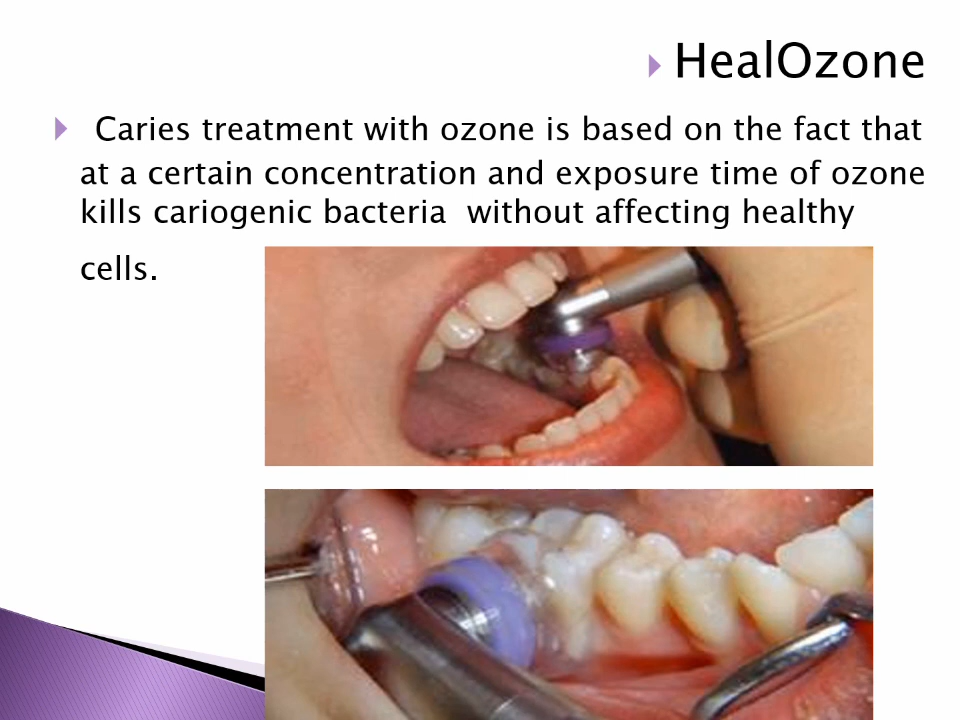 HealOzone
Caries treatment with ozone is based on the fact that
at a certain concentration and exposure time of ozone
kills cariogenic bacteria without affecting healthy
cells.